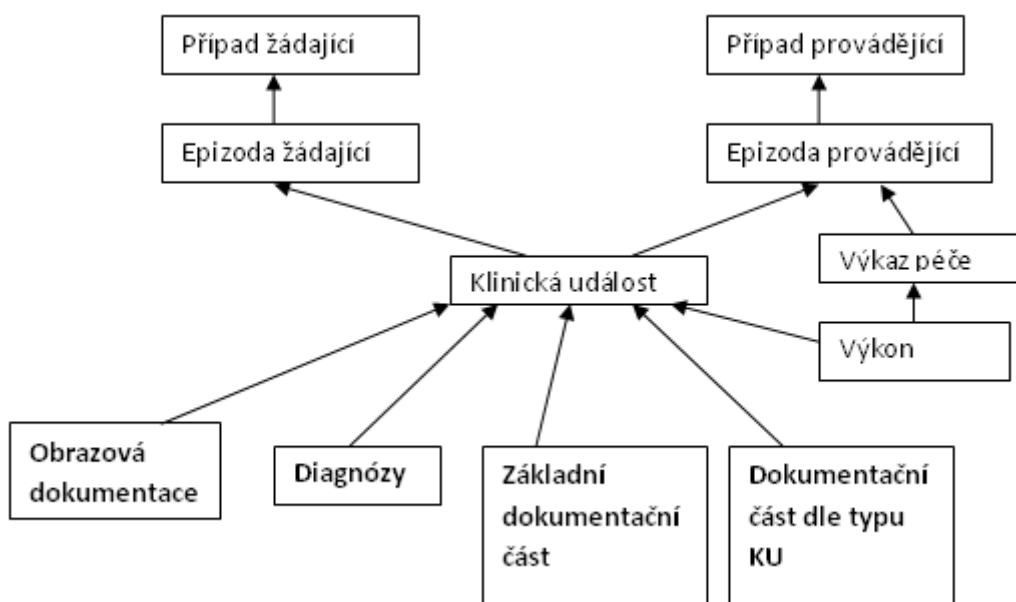 Případ žádající
Případ provádějící
Epizoda žádající
Epizoda provádějící
Klinická událost
Výkaz péče
Výkon
Obrazová
dokumentace
Diagnózy
Základní
dokumentační
část
Dokumentační
část dle typu
KU